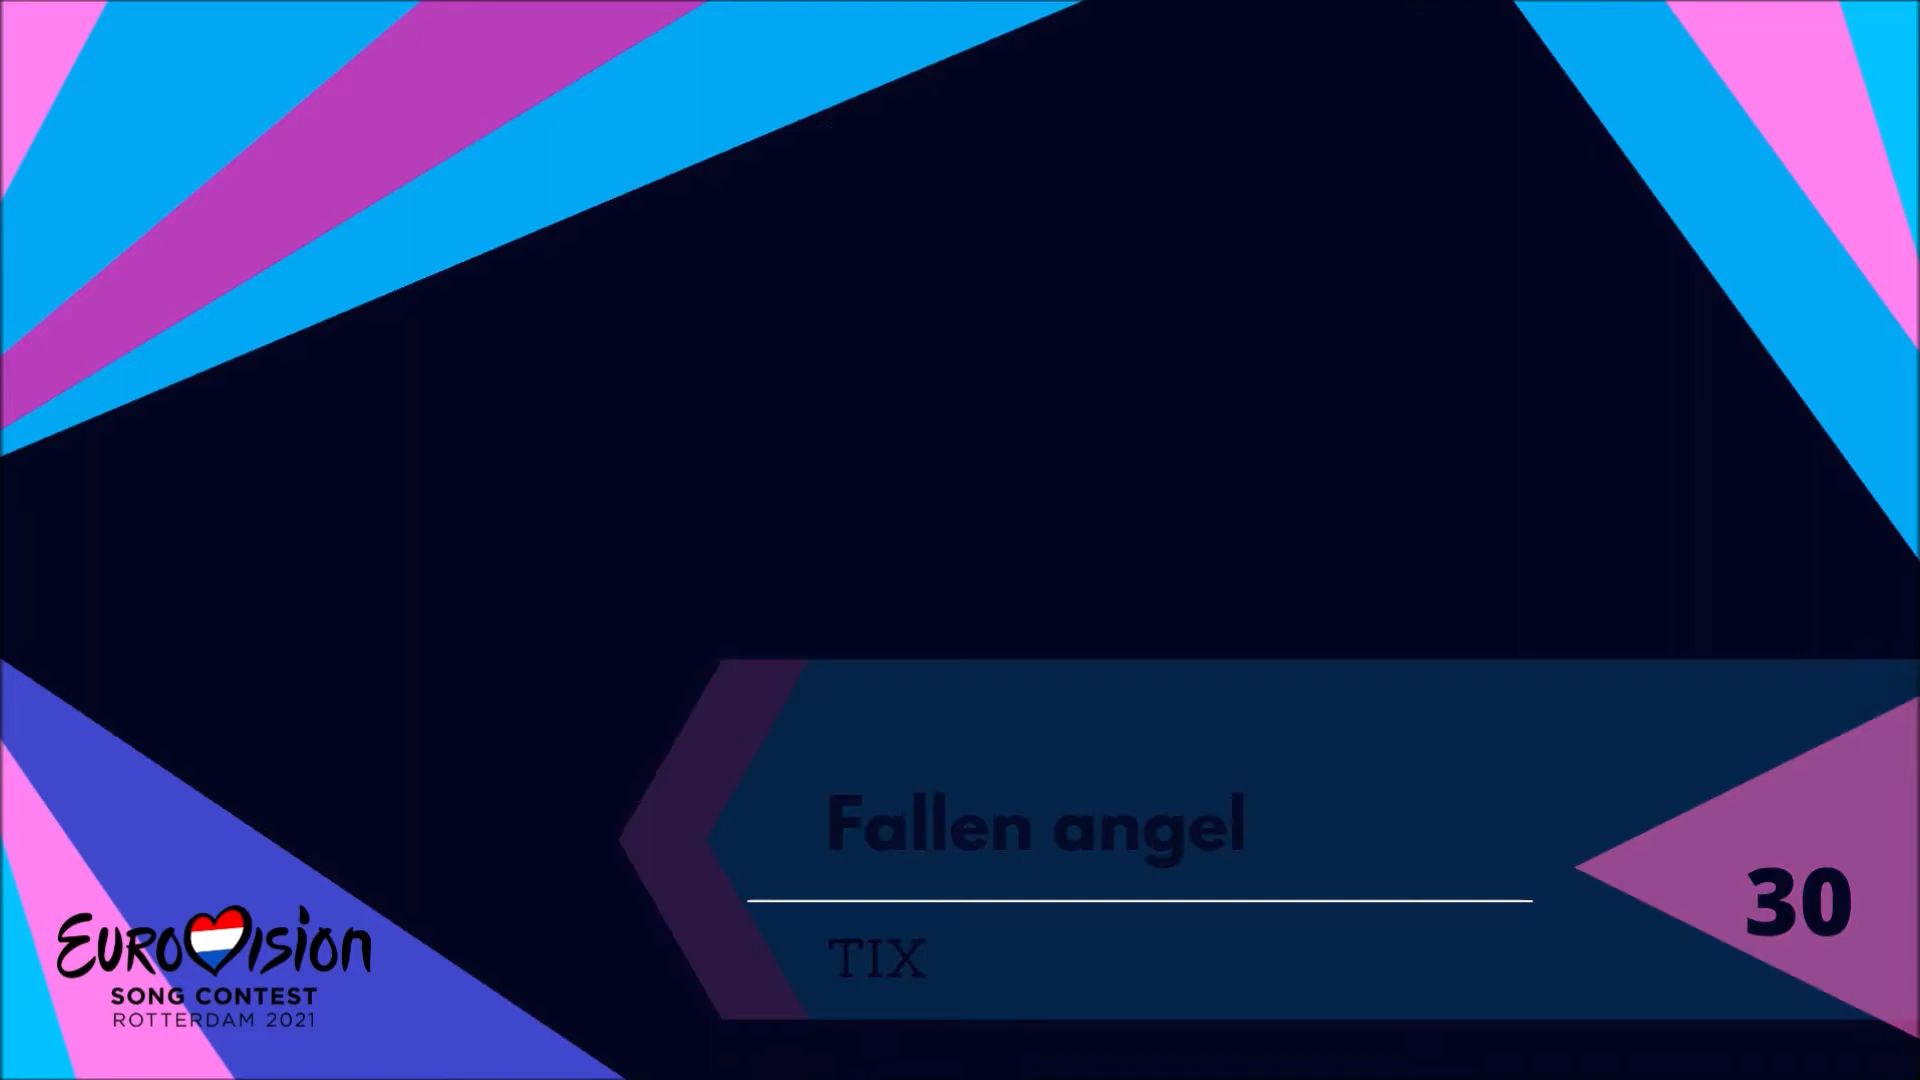 Fallen angel
TIX
30
EUROVISION
SONG CONTEST
ROTTERDAM 2021